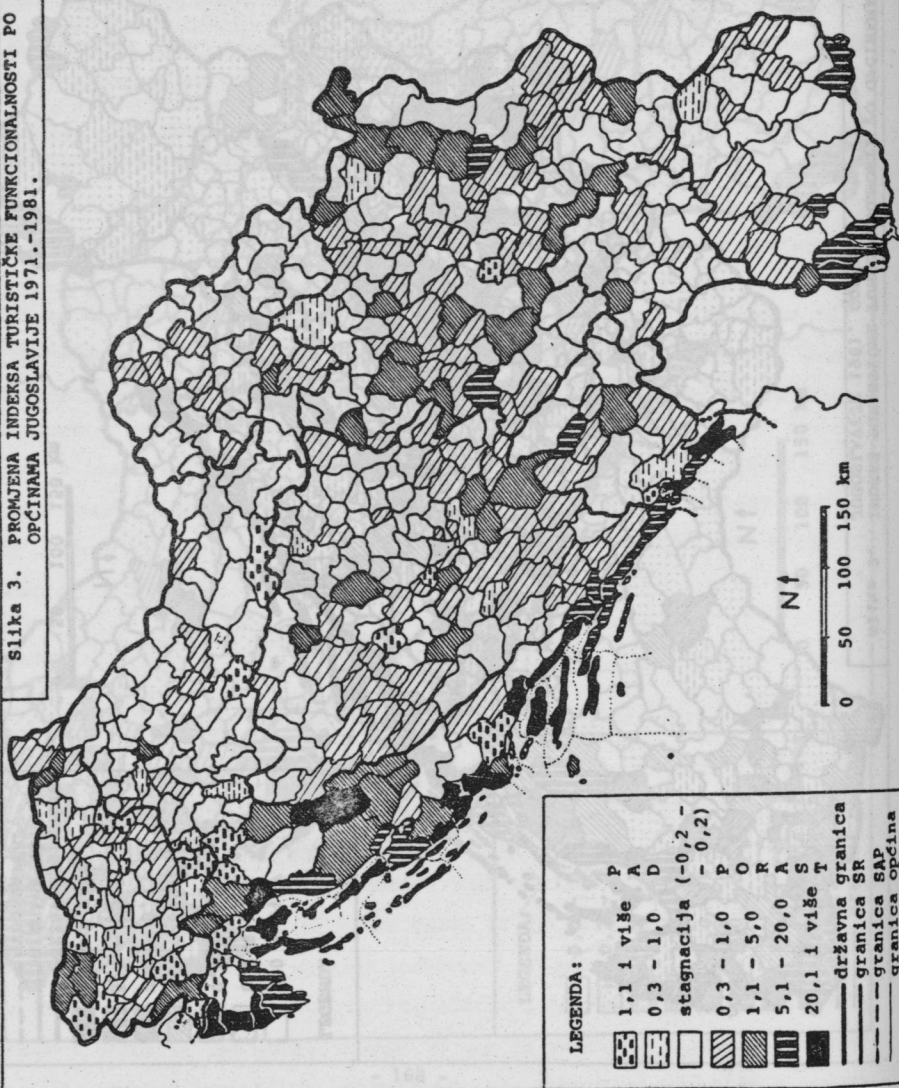 Slika 3. PROMJENA INDEKSA TURISTIČKE FUNKCIONALNOSTI PO
OPĆINAMA JUGOSLAVIJE 1971.-1981.
N↑
0 50 100 150 km
LEGENDA:
1,1 i više P
0,3 - 1,0 A D
stagnacija (-0,2 -
- 0,2)
0,3 - 1,0 P
1,1 - 5,0 O R
5,1 - 20,0 A S
20,1 i više T
državna granica
granica SR
granica SAP
granica općina
- 168 -